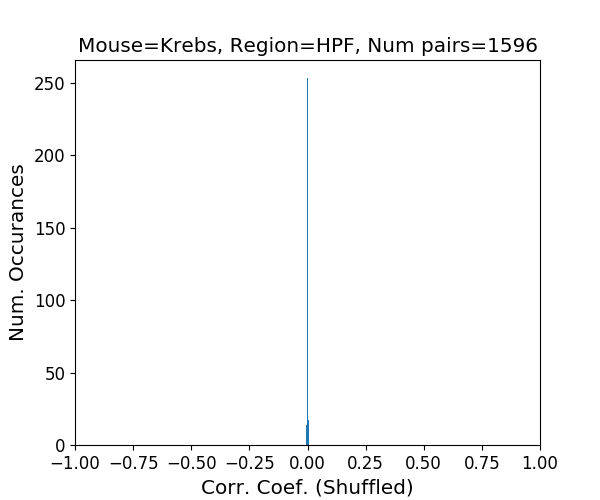 Mouse=Krebs, Region=HPF, Num pairs=1596
Num. Occurances
250
200
150
100
50
0
−1.00 −0.75 −0.50 −0.25 0.00 0.25 0.50 0.75 1.00
Corr. Coef. (Shuffled)